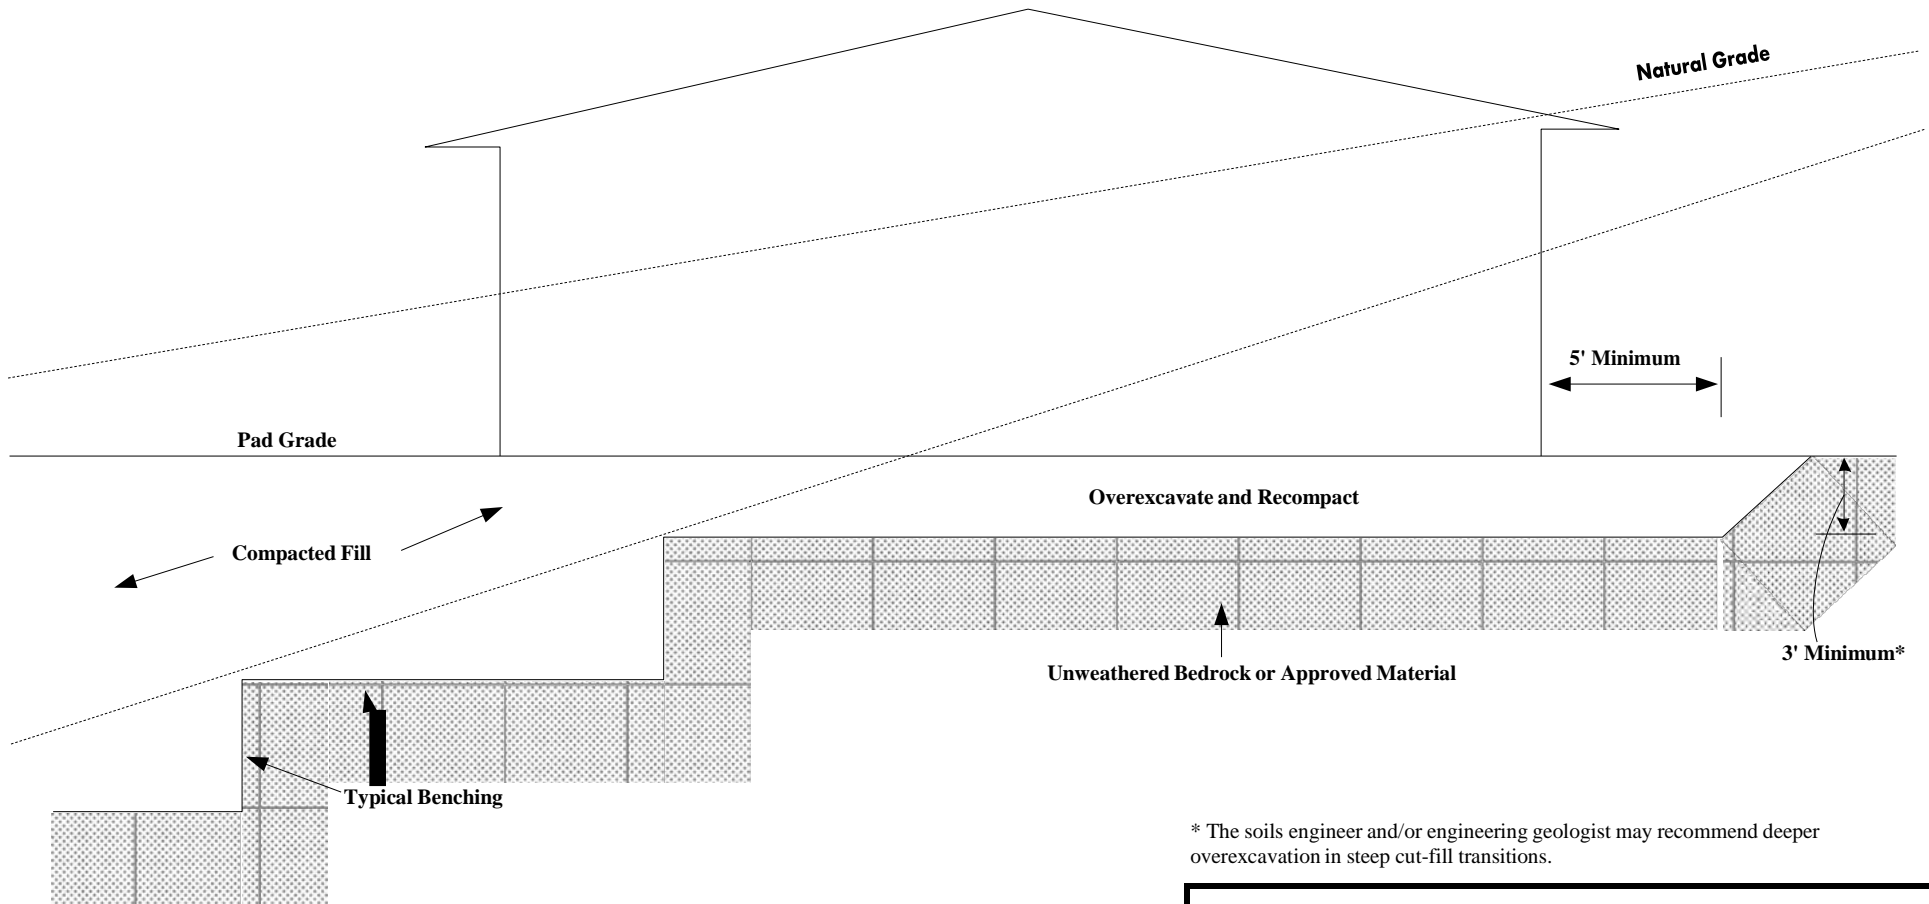 Natural Grade
5' Minimum
Pad Grade
Overexcavate and Recompact
Compacted Fill
3' Minimum*
Unweathered Bedrock or Approved Material
Typical Benching
* The soils engineer and/or engineering geologist may recommend deeper
overexcavation in steep cut-fill transitions.